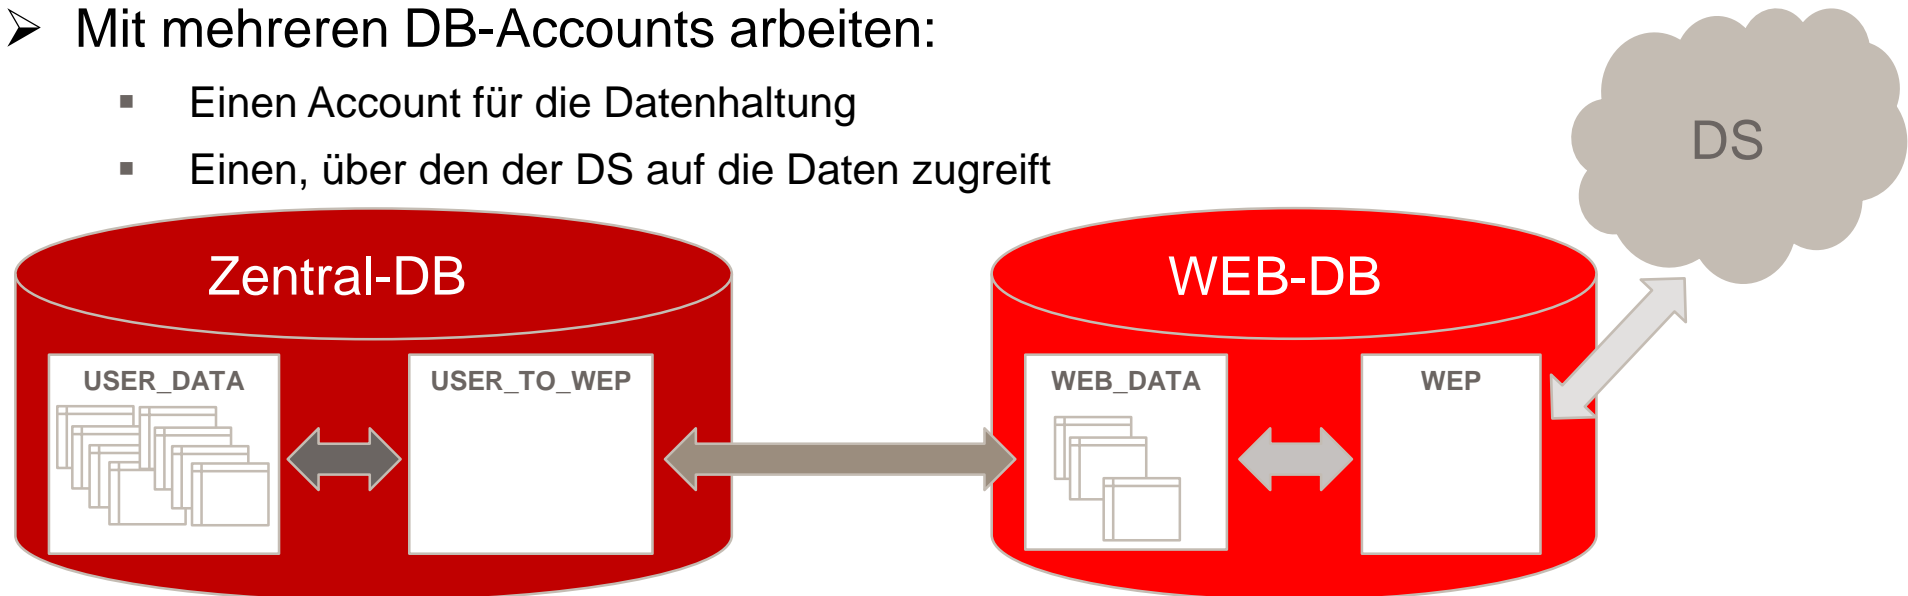 ➢ Mit mehreren DB-Accounts arbeiten:
▪ Einen Account für die Datenhaltung
▪ Einen, über den der DS auf die Daten zugreift
DS
Zentral-DB
WEB-DB
USER_DATA
USER_TO_WEP
WEB_DATA
WEP